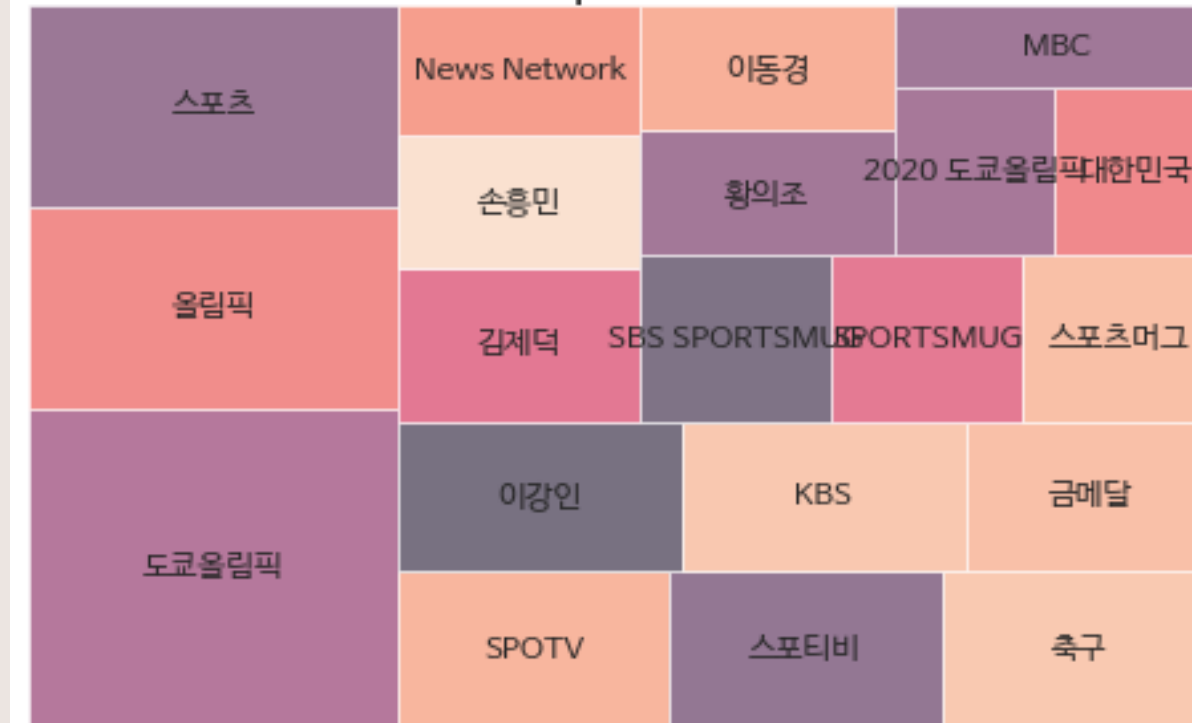 스포츠
올림픽
도쿄올림픽
News Network
손흥민
김제덕
이동경
황의조
MBC
2020 도쿄올림픽
대한민국
SBS SPORTSMUG
SPORTSMUG
스포츠머그
이강인
KBS
금메달
SPOTV
스포티비
축구